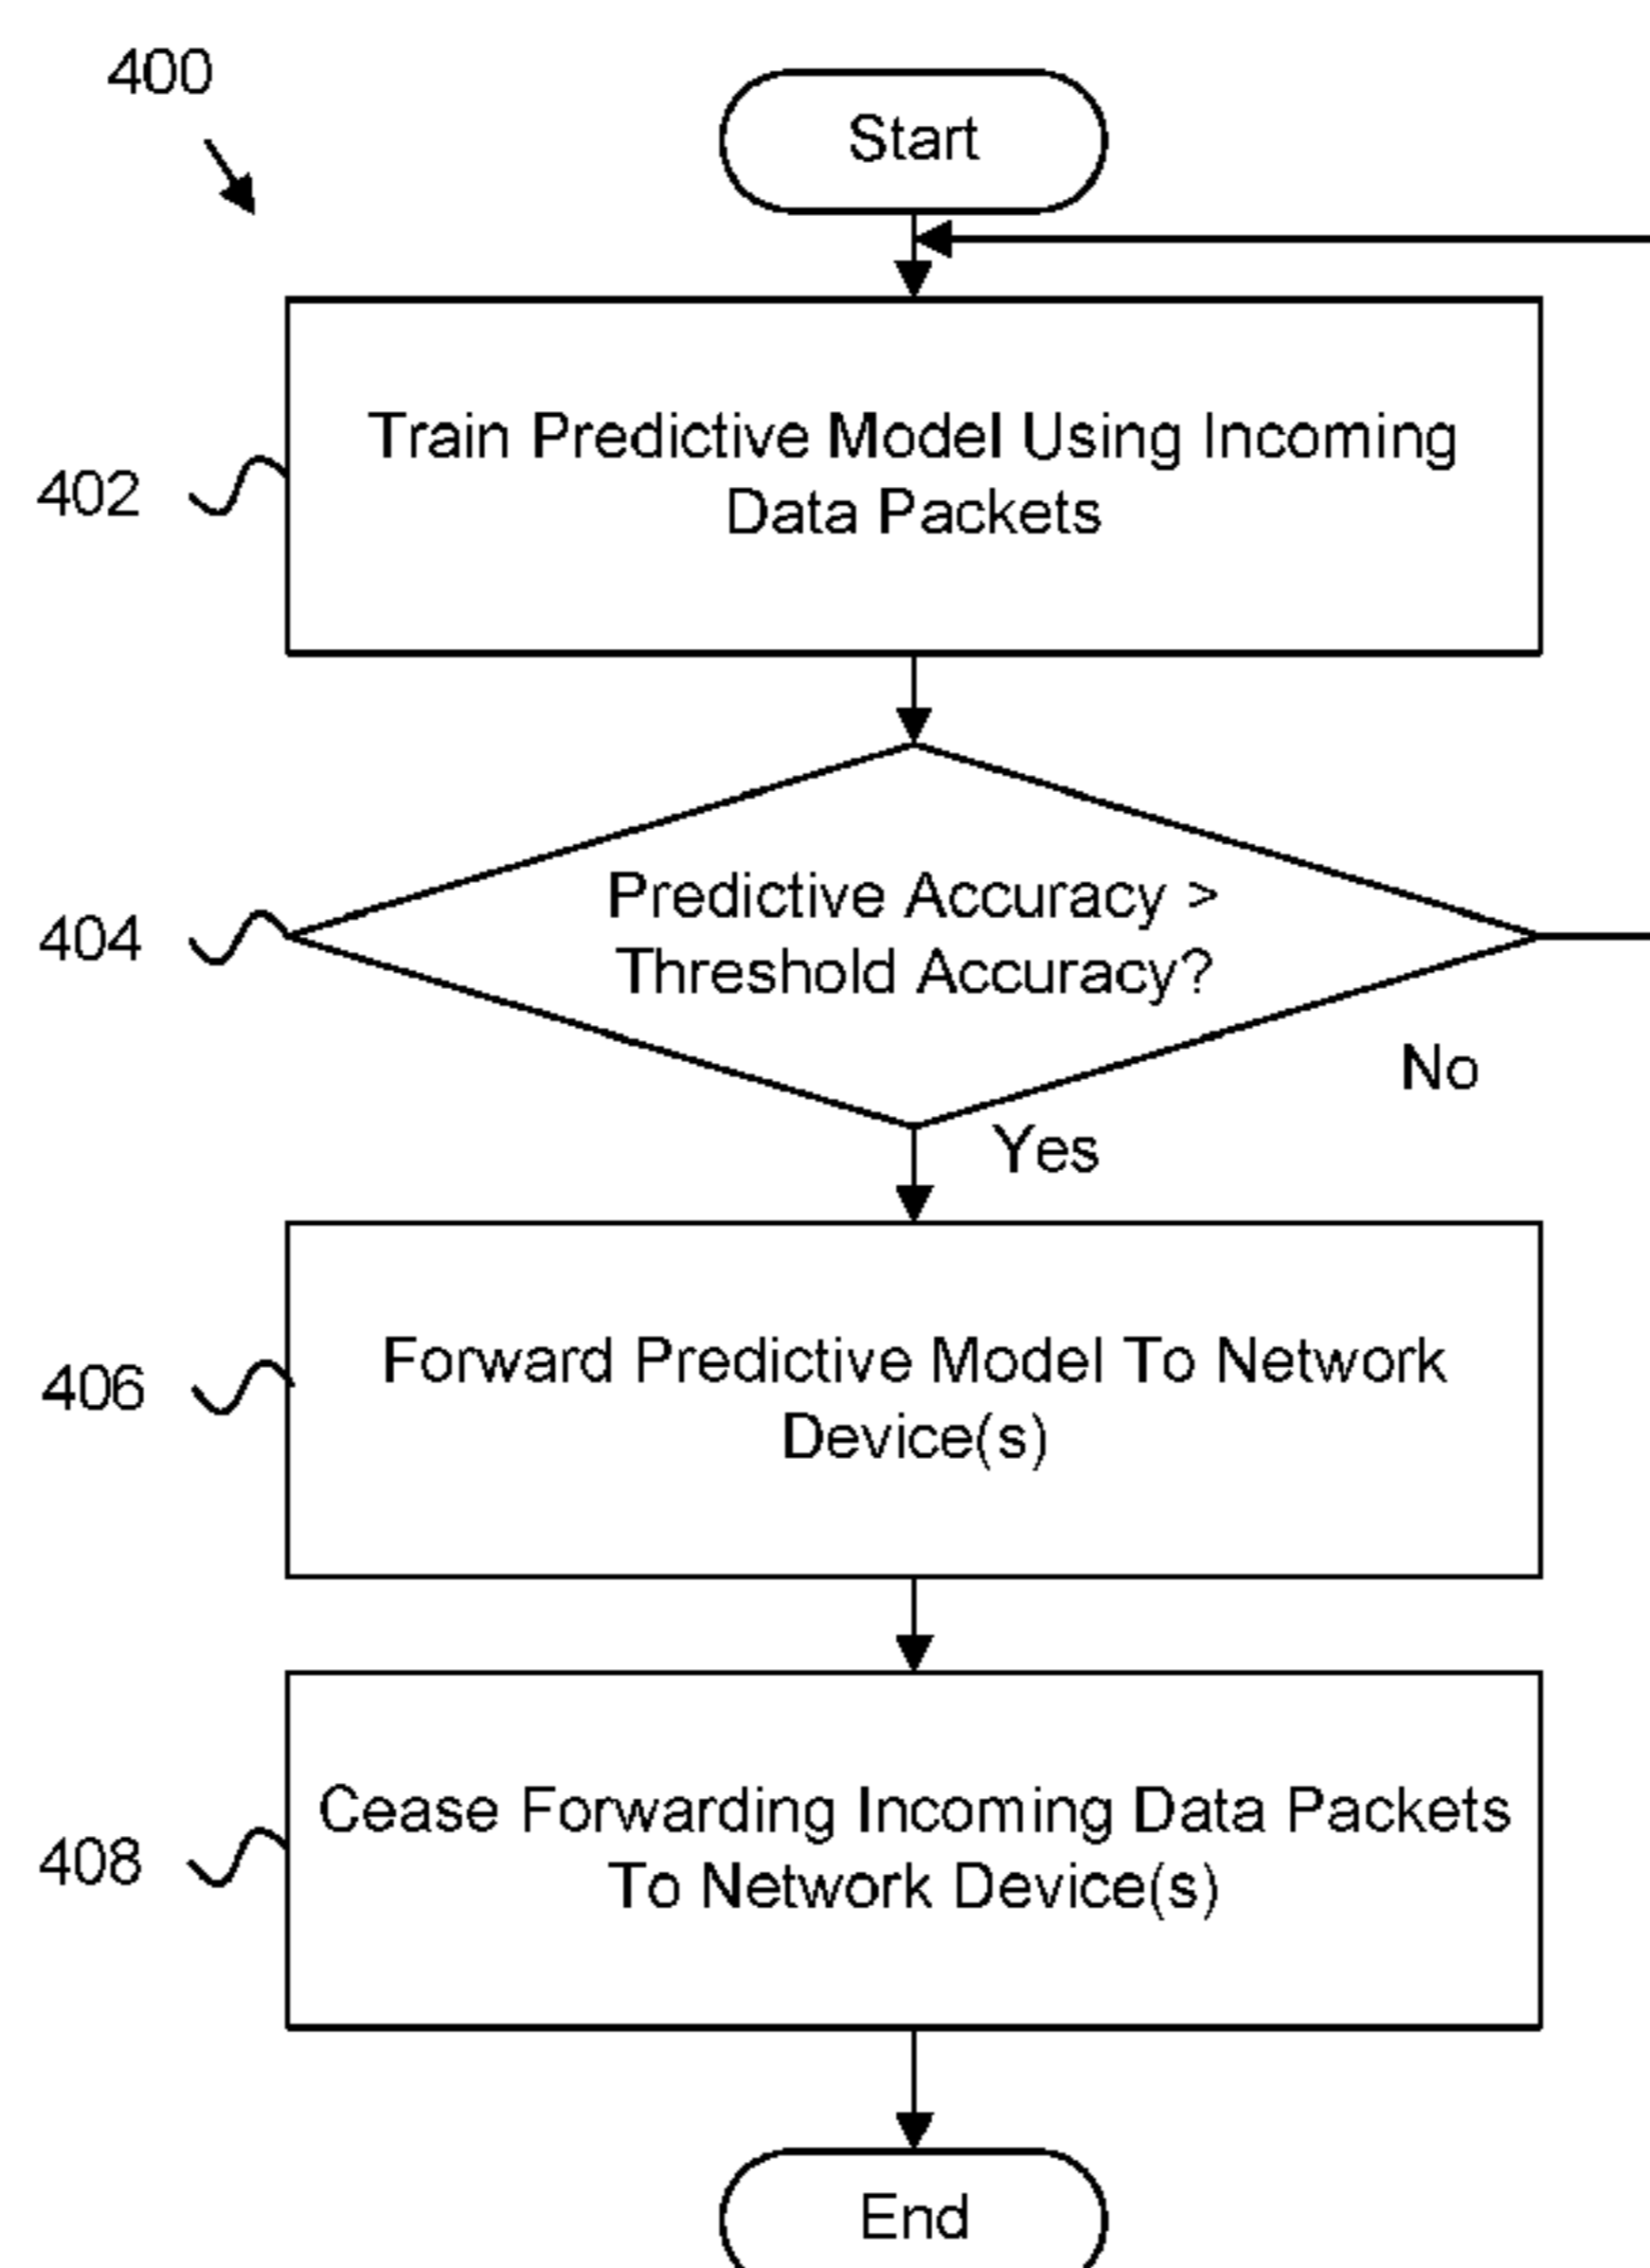 400
Start
Train Predictive Model Using Incoming
Data Packets
402
Predictive Accuracy >
Threshold Accuracy?
404
No
Yes
Forward Predictive Model To Network
Device(s)
406
Cease Forwarding Incoming Data Packets
To Network Device(s)
408
End